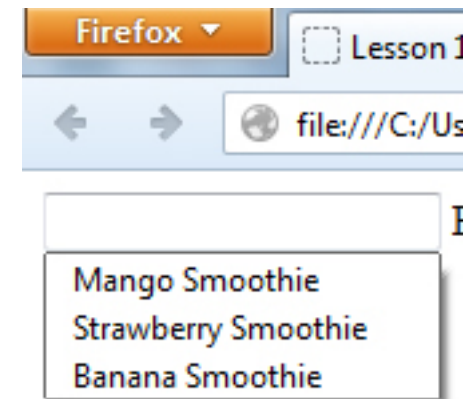 Firefox
Lesson 1
file:///C:/Us
Mango Smoothie
Strawberry Smoothie
Banana Smoothie